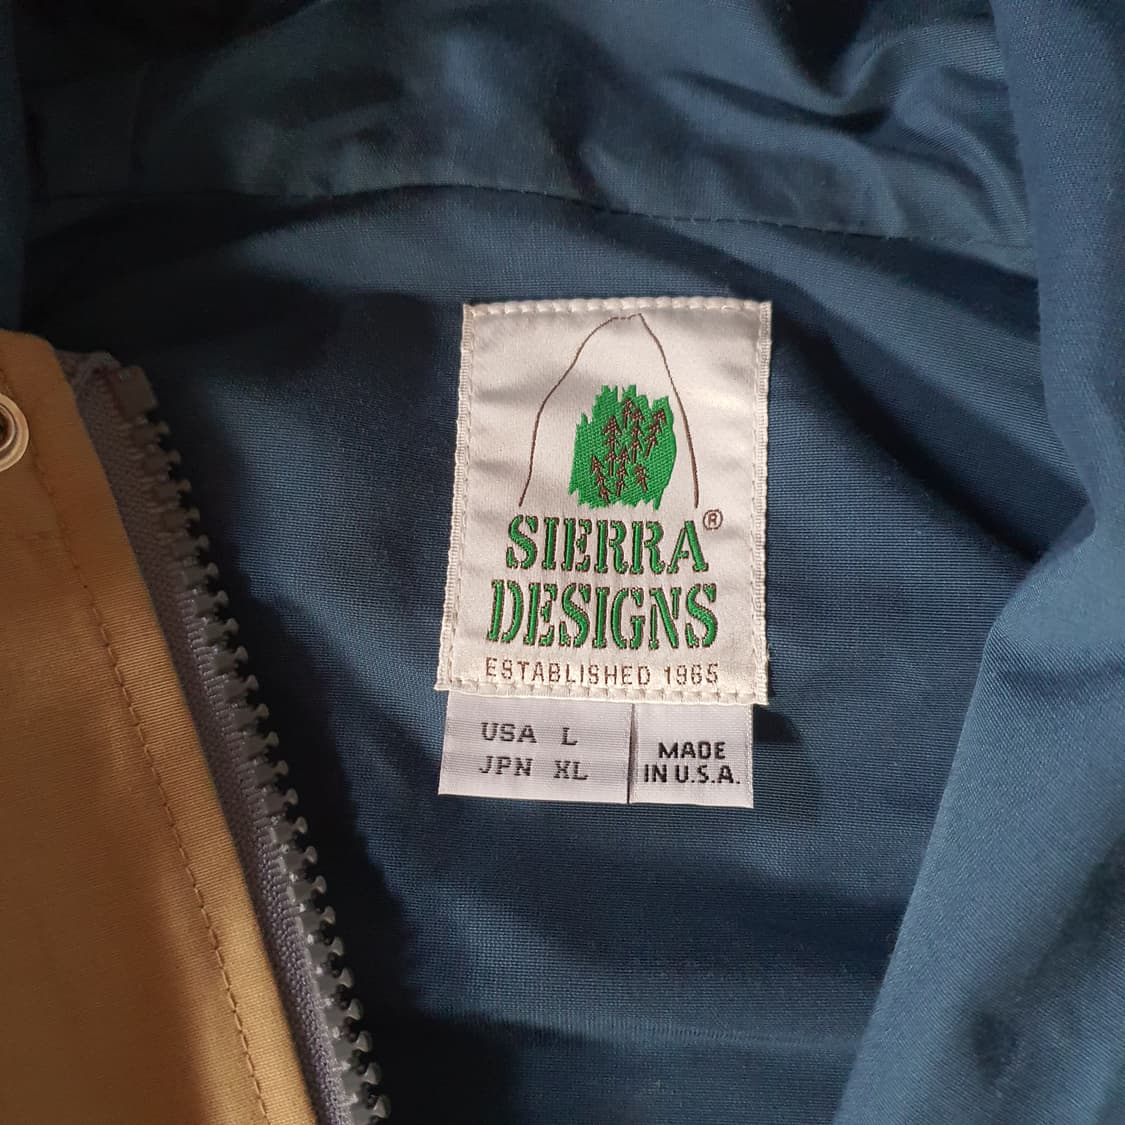 SIERRA®
DESIGNS
ESTABLISHED 1965
USA L
JPN XL
MADE
IN U.S.A.